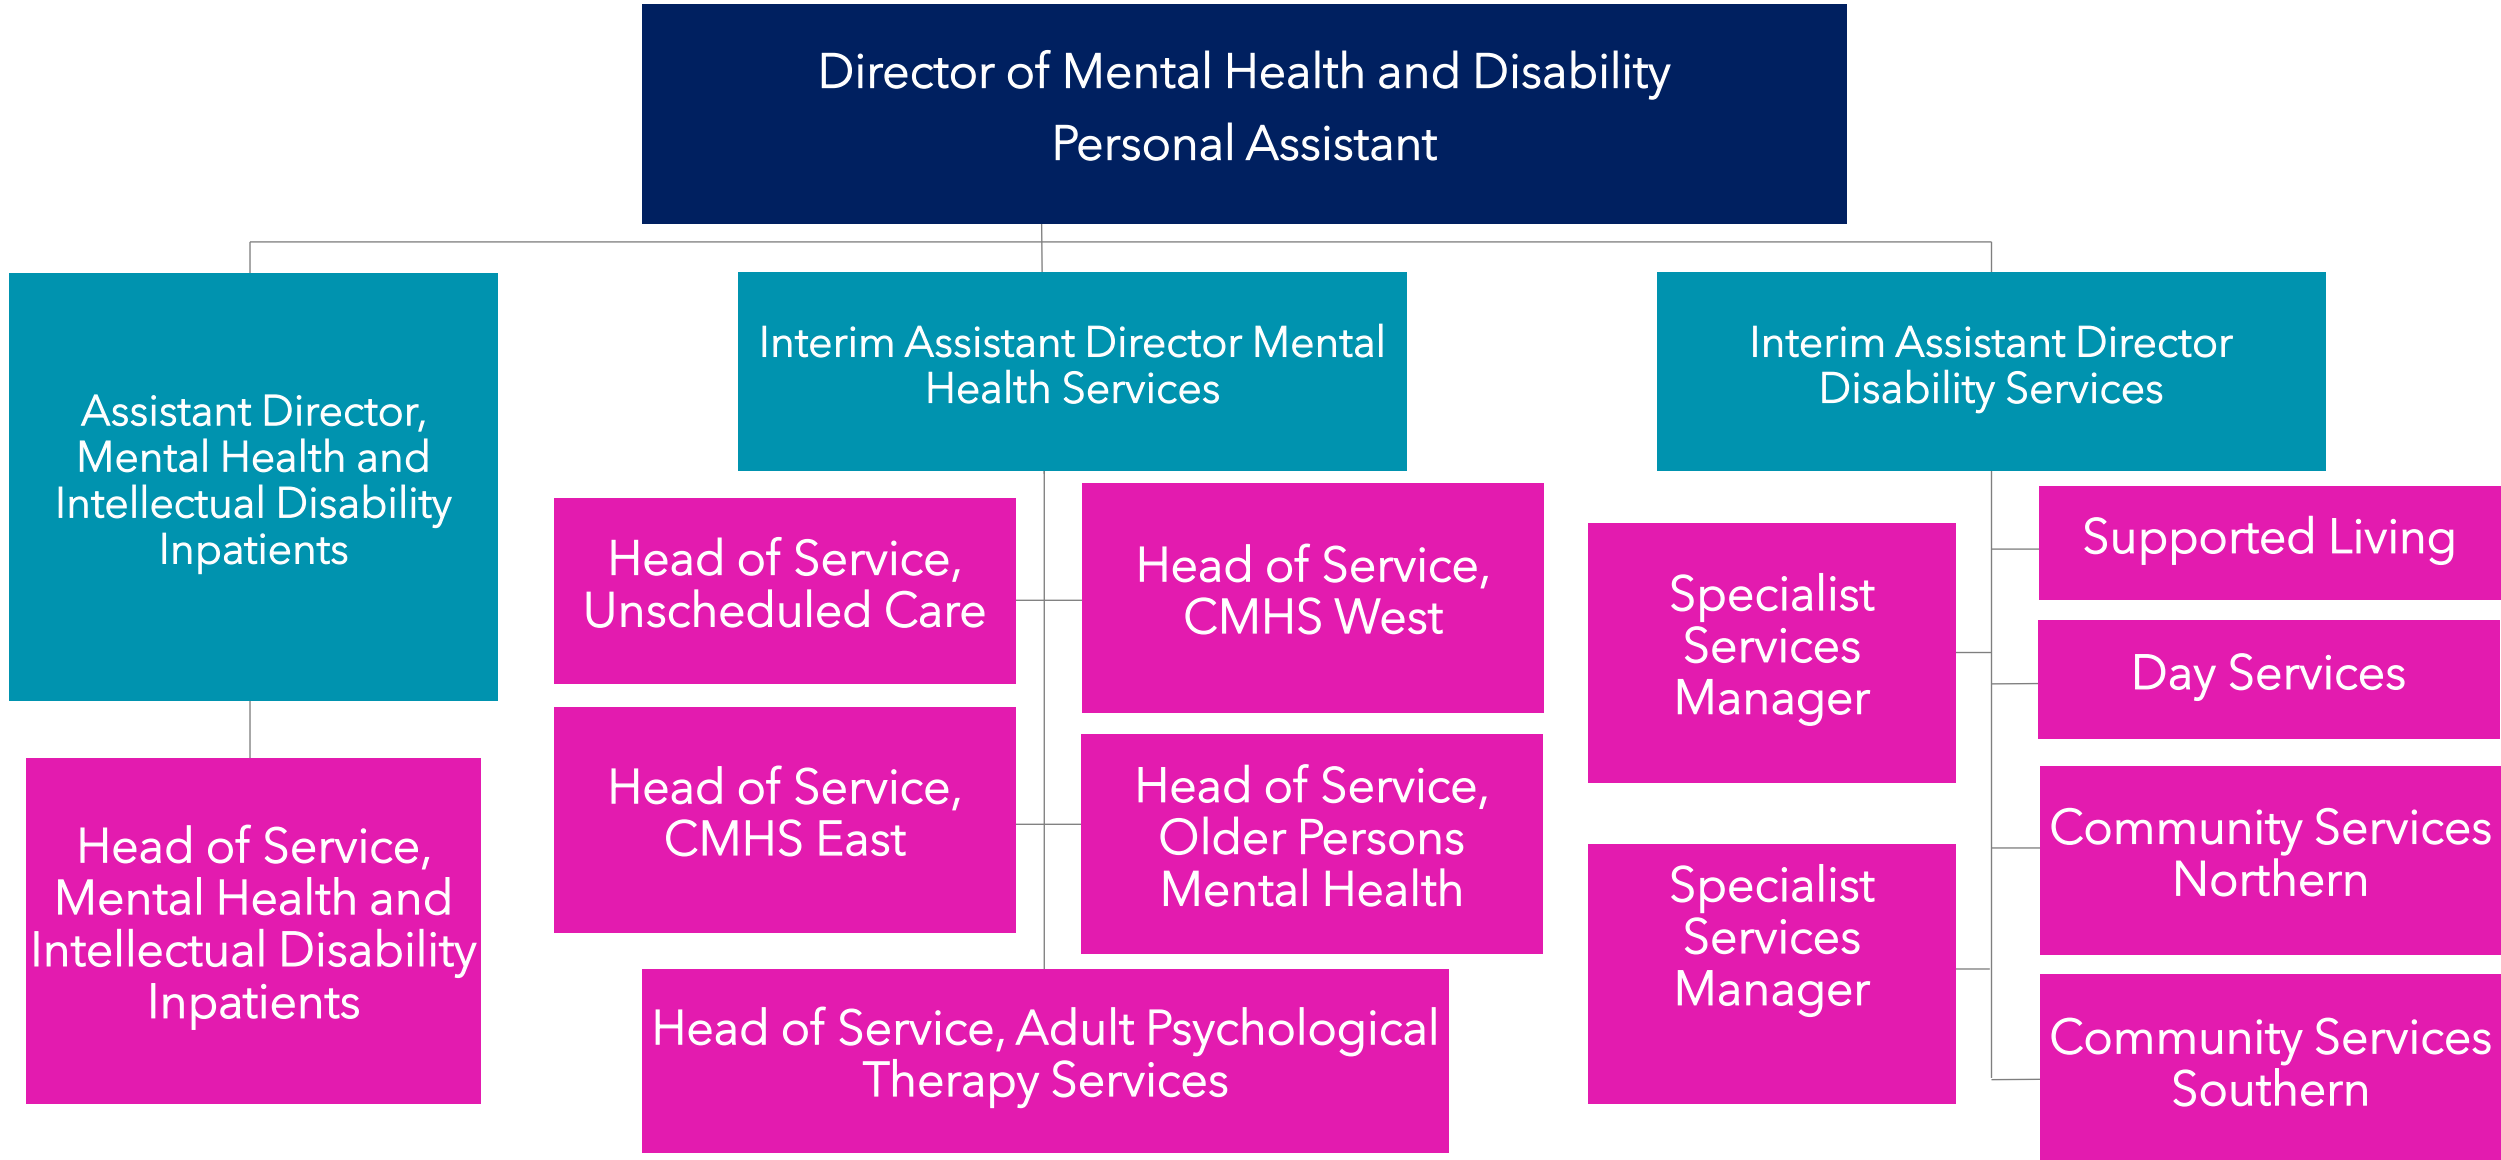 Director of Mental Health and Disability
Personal Assistant
Assistant Director,
Mental Health and
Intellectual Disability
Inpatients
Head of Service,
Mental Health and
Intellectual Disability
Inpatients
Interim Assistant Director Mental
Health Services
Head of Service,
Unscheduled Care
Head of Service,
CMHS West
Head of Service,
CMHS East
Head of Service,
Older Persons
Mental Health
Head of Service, Adult Psychological
Therapy Services
Interim Assistant Director
Disability Services
Specialist
Services
Manager
Specialist
Services
Manager
Supported Living
Day Services
Community Services
Northern
Community Services
Southern